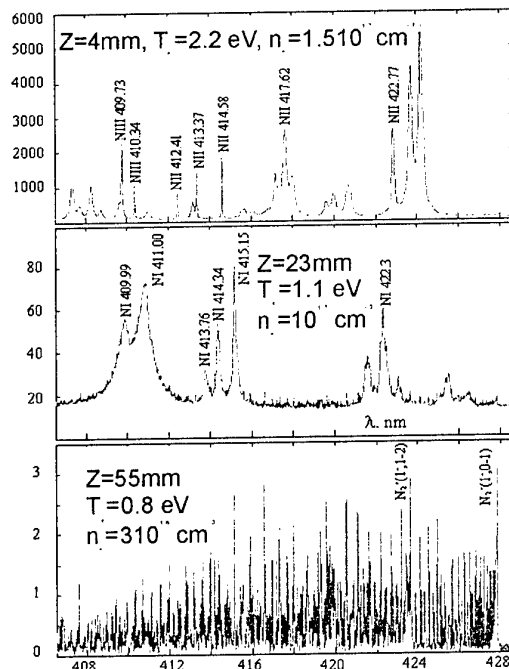 6000
5000
4000
3000
2000
1000
0
Z=4mm, T =2.2 eV, n =1.510 cm
NIII 409.73
NIII 410.34
NII 412.41
NII 413.37
NII 414.58
NII 417.62
NII 422.77
80
60
40
20
NI 409.99
NI 411.00
NI 413.76
NI 414.34
NI 415.15
Z=23mm
T =1.1 eV
n =10 cm
NI 422.3
λ, nm
3
2
1
0
Z=55mm
T =0.8 eV
n =310 cm
N₂⁺(1⁻,1-2)
N₂⁺(1⁻,0-1)
408
412
416
420
424
428